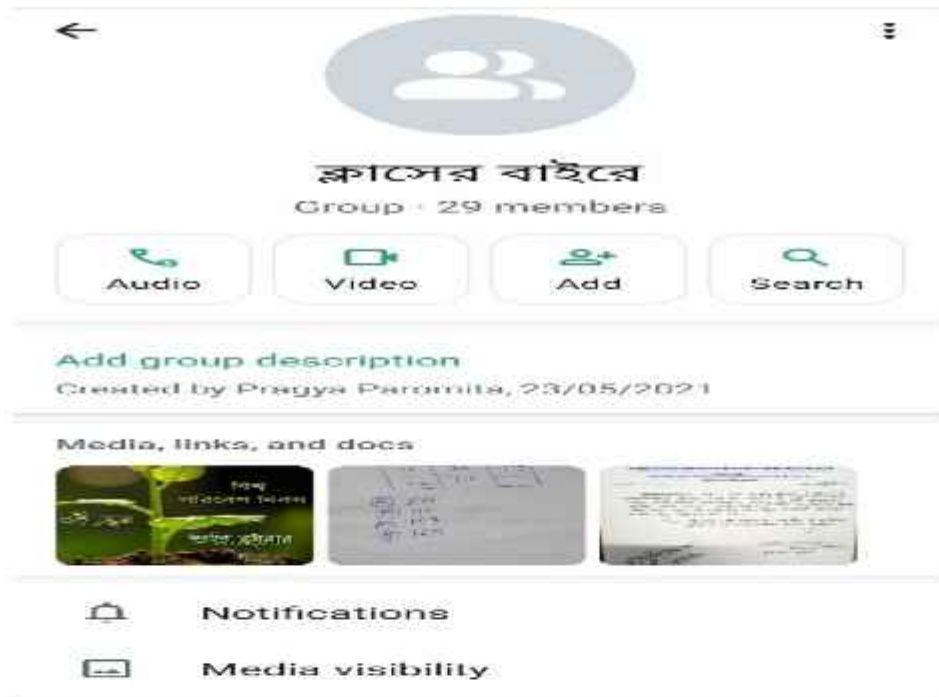 ক্লাসের বাইরে
Group · 29 members
Audio
Video
Add
Search
Add group description
Created by Pragya Paromita, 23/05/2021
Media, links, and docs
Notifications
Media visibility